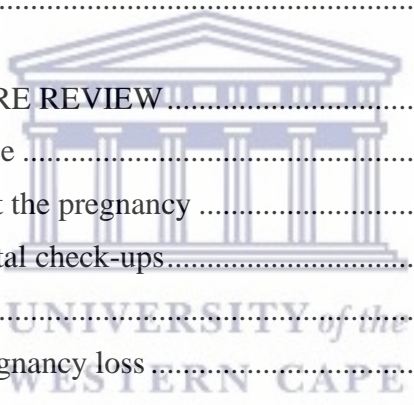 ................................................
RE REVIEW ................................
e ................................................
t the pregnancy ............................
tal check-ups................................
................................................
UNIVERSITY of the
gnancy loss ..................................
WESTERN CAPE